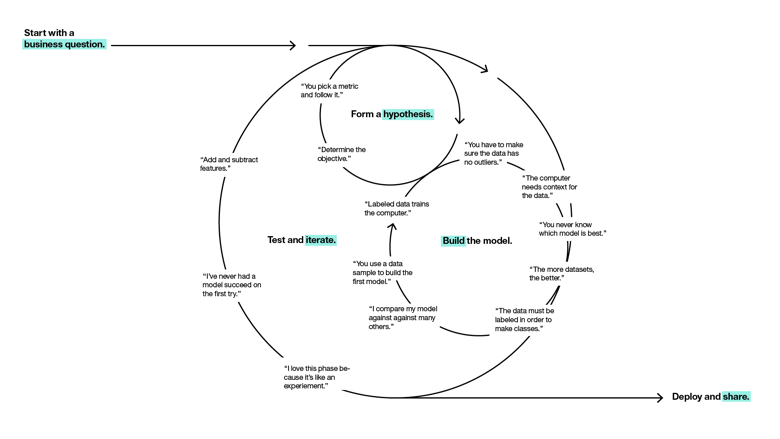 Start with a
business question.
“You pick a metric
and follow it.”
Form a hypothesis.
“Determine the
objective.”
“You have to make
sure the data has
no outliers.”
“Add and subtract
features.”
“The computer
needs context for
the data.”
“Labeled data trains
the computer.”
“You never know
which model is best.”
Test and iterate.
Build the model.
“You use a data
sample to build the
first model.”
“The more datasets,
the better.”
“I’ve never had a
model succeed on
the first try.”
“I compare my model
against against many
others.”
“The data must be
labeled in order to
make classes.”
“I love this phase be-
cause it’s like an
experiement.”
Deploy and share.